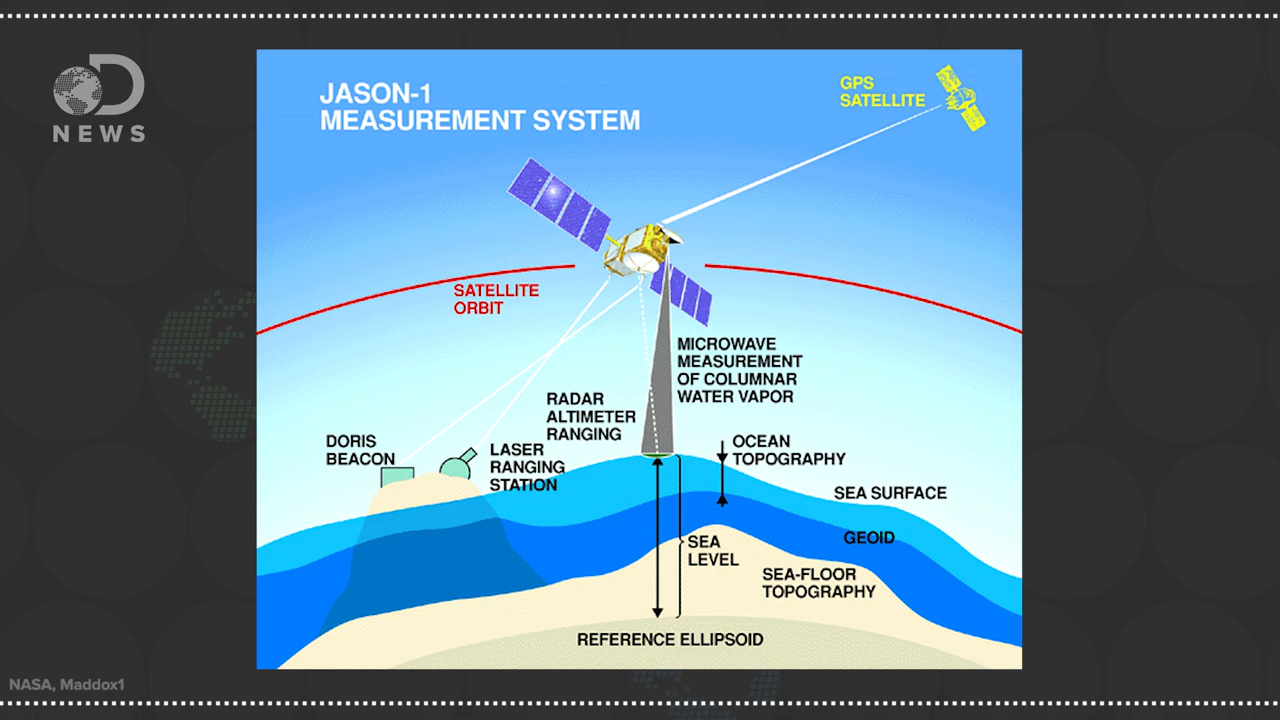 NEWS
JASON-1
MEASUREMENT SYSTEM
GPS
SATELLITE
SATELLITE
ORBIT
MICROWAVE
MEASUREMENT
OF COLUMNAR
WATER VAPOR
RADAR
ALTIMETER
RANGING
DORIS
BEACON
LASER
RANGING
STATION
OCEAN
TOPOGRAPHY
SEA SURFACE
GEOID
SEA
LEVEL
SEA-FLOOR
TOPOGRAPHY
REFERENCE ELLIPSOID
NASA, Maddox1